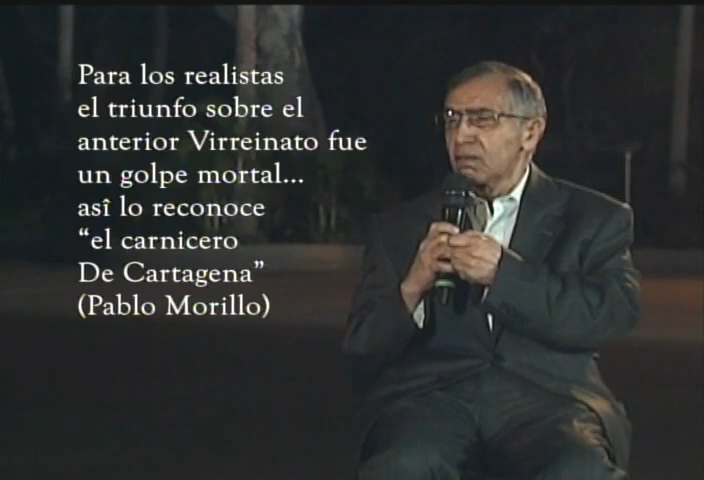 Para los realistas
el triunfo sobre el
anterior Virreinato fue
un golpe mortal...
asî lo reconoce
“el carnicero
De Cartagena”
(Pablo Morillo)